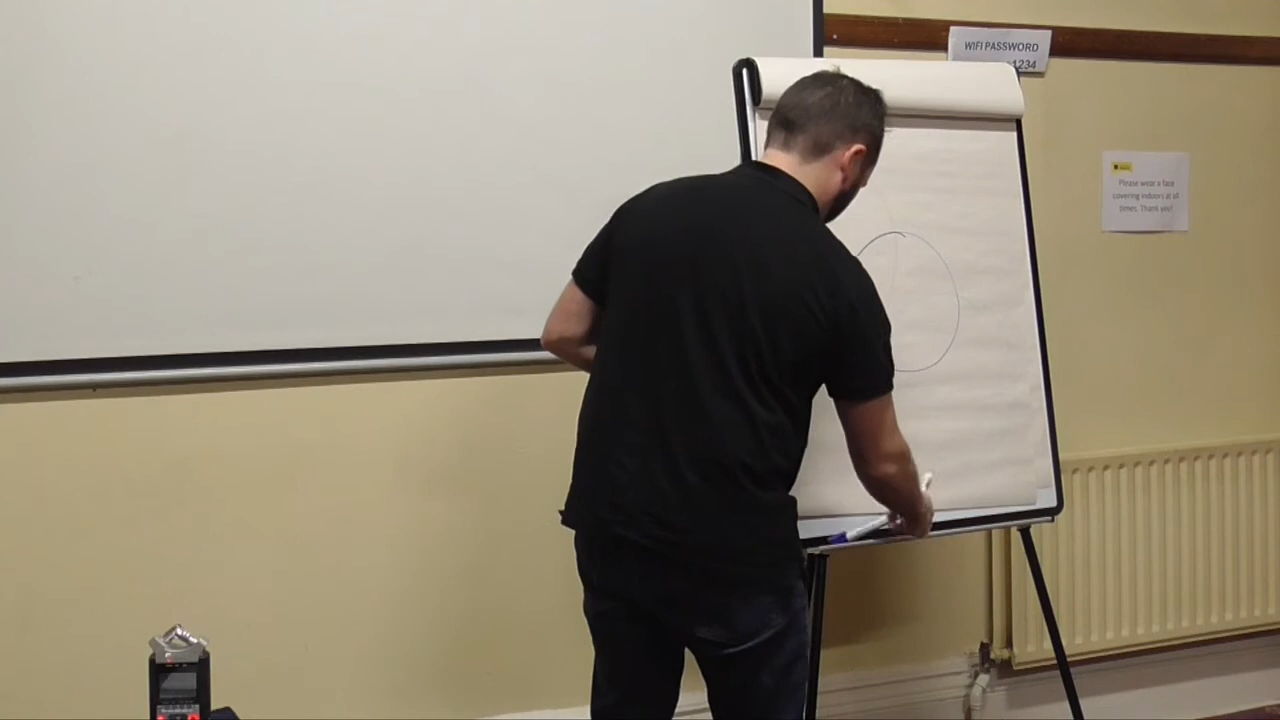 WIFI PASSWORD
1234
Please wear a face
covering indoors at all
times. Thank you!